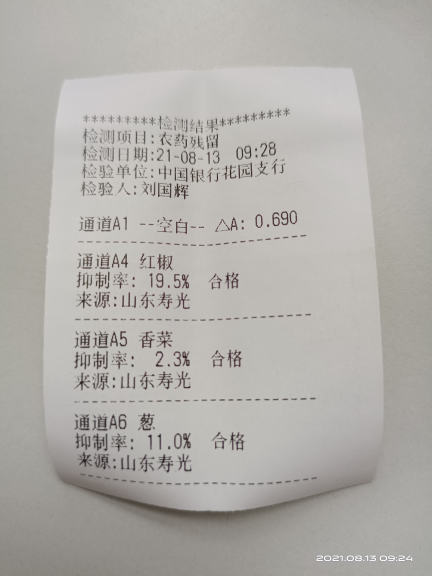 *********检测结果*********
检测项目:农药残留
检测日期:21-08-13  09:28
检验单位:中国银行花园支行
检验人:刘国辉
通道A1 --空白-- △A: 0.690
通道A4 红椒
抑制率: 19.5%  合格
来源:山东寿光
通道A5 香菜
抑制率:  2.3%  合格
来源:山东寿光
通道A6 葱
抑制率: 11.0%  合格
来源:山东寿光
2021.08.13 09:24